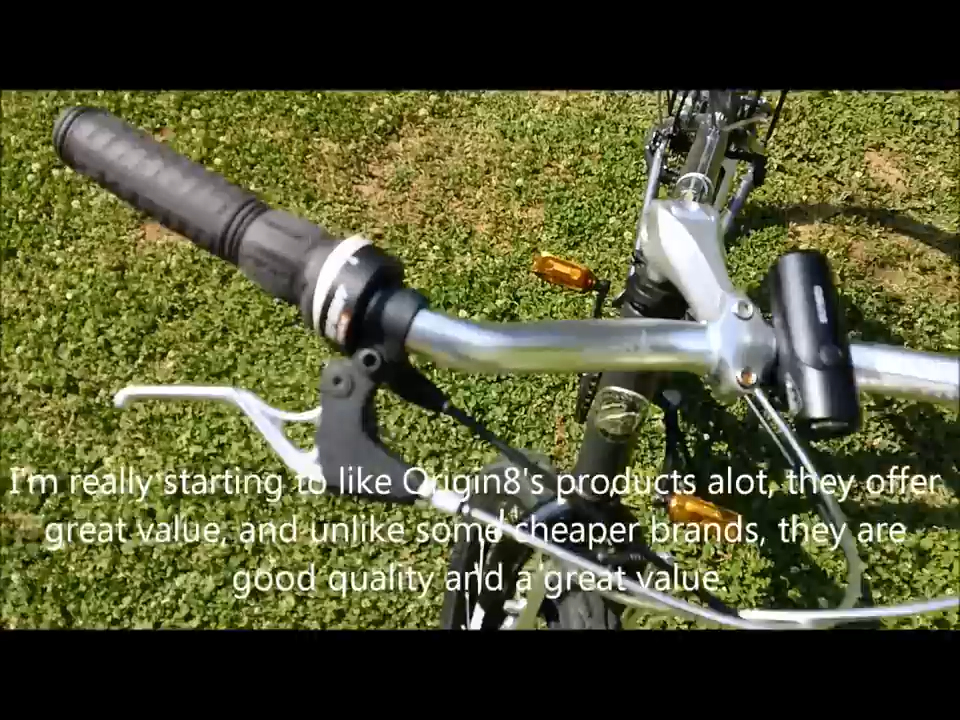 I'm really starting to like Origin8's products alot, they offer
great value, and unlike some cheaper brands, they are
good quality and a great value.